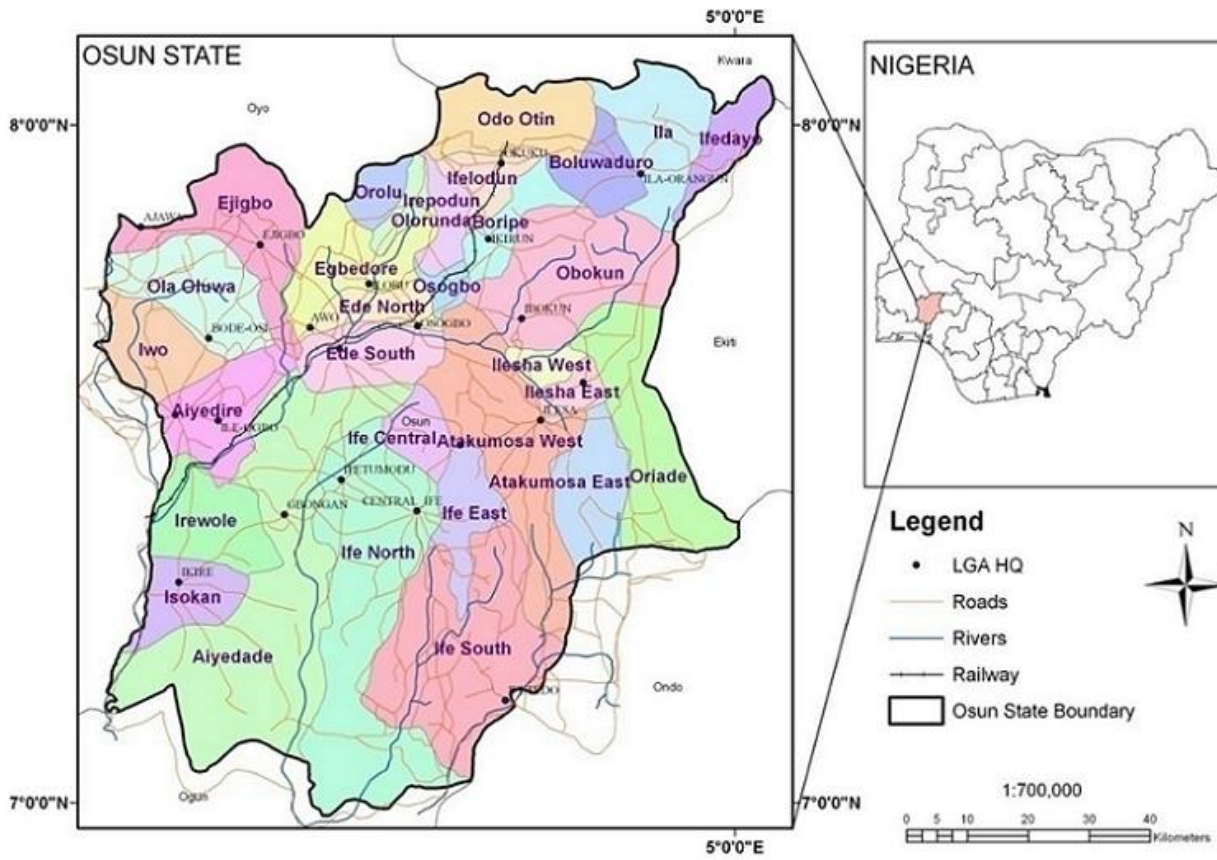 5°0'0"E
OSUN STATE
Kwara
NIGERIA
Oyo
8°0'0"N
8°0'0"N
Odo Otin
Ila
Ifedayo
OKUKU
Boluwaduro
ILA-ORANGUN
Ifelodun
Orolu
Irepodun
Ejigbo
Olorunda
AJAWA
Boripe
IKIRUN
EJIGBO
Egbedore
Obokun
Ola Oluwa
ILOBU
Osogbo
Ede North
IBOKUN
AWO
OSOGBO
BODE-OSI
Iwo
Ede South
Ekiti
Ilesha West
Ilesha East
Aiyedire
ILE-OGBO
Osun
ILESA
Ife Central
Atakumosa West
IPETUMODU
Oriade
Atakumosa East
GBONGAN
CENTRAL IFE
Ife East
Irewole
Ife North
IKIRE
Isokan
Aiyedade
Ife South
Ondo
Ogun
7°0'0"N
7°0'0"N
5°0'0"E
Legend
N
LGA HQ
Roads
Rivers
Railway
Osun State Boundary
1:700,000
0 5 10 20 30 40
Kilometers